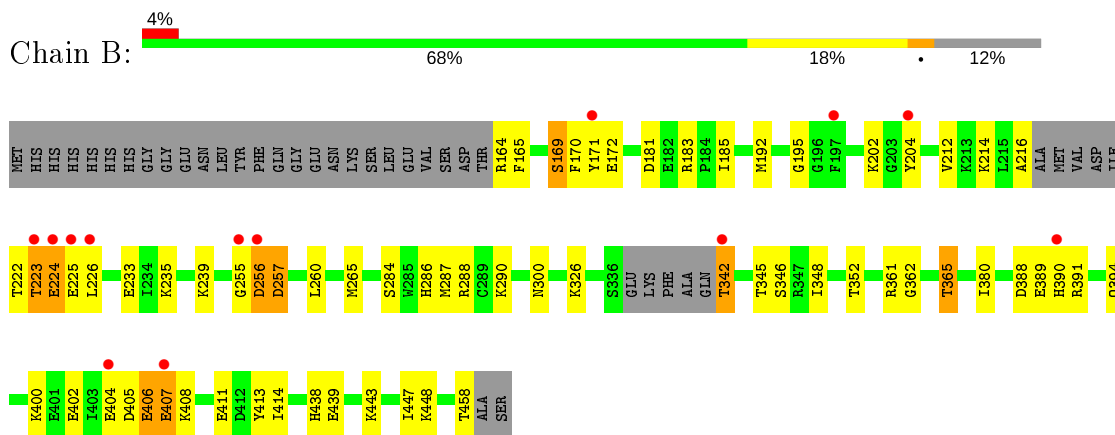 4%
Chain B:
68% 18% • 12%
MET HIS HIS HIS HIS HIS HIS HIS GLY GLY GLU ASN LEU TYR PHE GLN GLY GLU ASN LYS SER LEU GLU VAL SER ASP THR R164 F165 S169 F170 Y171 E172 D181 E182 R183 P184 I185 M192 G195 G196 F197 K202 G203 Y204 V212 K213 K214 L215 A216 ALA MET VAL ASP ILE
T222 T223 E224 E225 L226 E233 I234 K235 K239 G255 D256 D257 L260 M265 S284 W285 H286 M287 R288 C289 K290 N300 K326 S336 GLU LYS PHE ALA GLN T342 T345 S346 R347 I348 T352 R361 G362 T365 I380 D388 E389 H390 R391
K400 E401 E402 I403 E404 D405 E406 E407 K408 E411 D412 Y413 I414 H438 E439 K443 I447 K448 T458 ALA SER